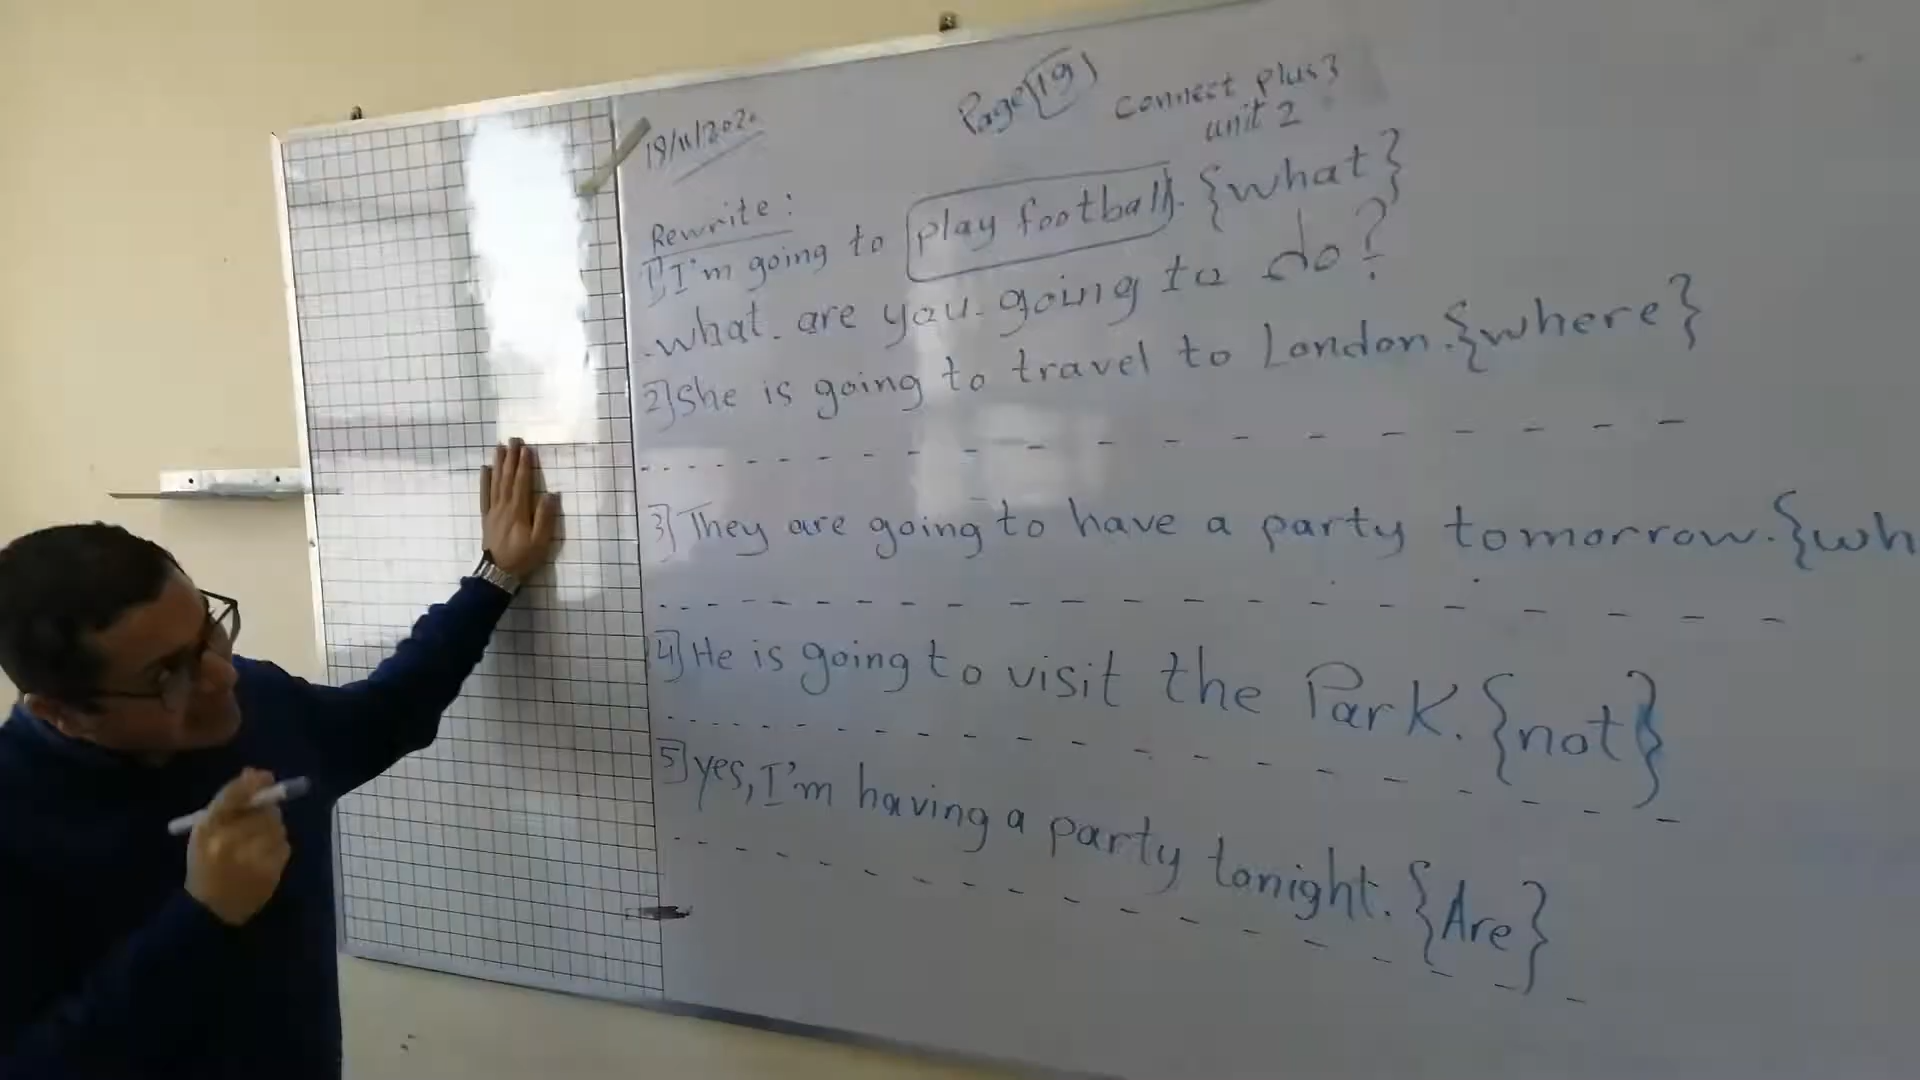 18/11/2020
Page (19)
Connect plus 3
unit 2
Rewrite:
1] I'm going to play football. {what}
.what. are you. going to do?
2] She is going to travel to London. {where}
3] They are going to have a party tomorrow. {wh
4] He is going to visit the Park. {not}
5] yes, I'm having a party tonight. {Are}